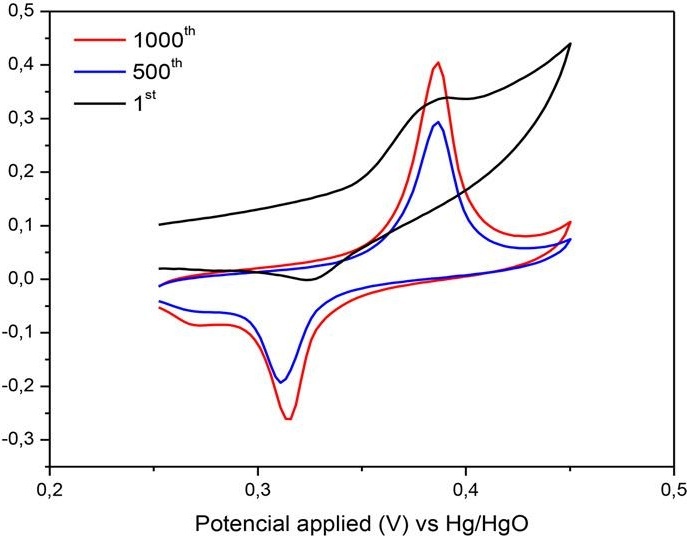 0,5
0,4
0,3
0,2
0,1
0,0
-0,1
-0,2
-0,3
1000th
500th
1st
0,2 0,3 0,4 0,5
Potencial applied (V) vs Hg/HgO